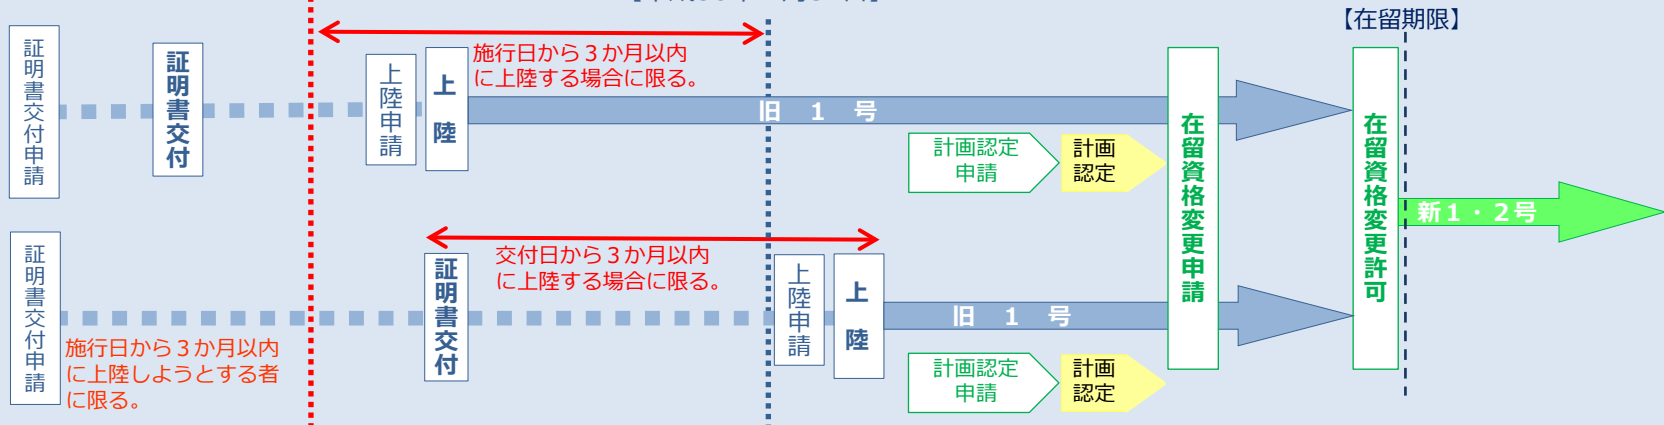 【在留期限】
証明書交付申請
証明書交付
上陸申請
上陸
施行日から３か月以内
に上陸する場合に限る。
旧　１　号
計画認定
申請
計画
認定
在留資格変更申請
在留資格変更許可
新１・２号
証明書交付申請
施行日から３か月以内
に上陸しようとする者
に限る。
証明書交付
交付日から３か月以内
に上陸する場合に限る。
上陸申請
上陸
旧　１　号
計画認定
申請
計画
認定